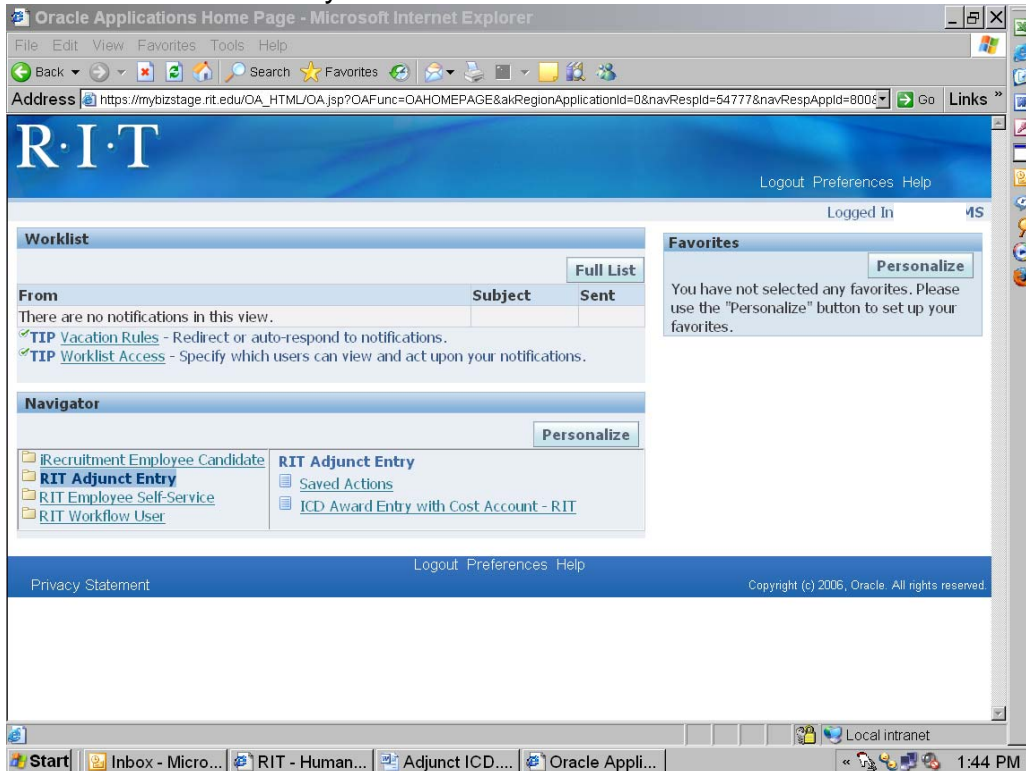 Oracle Applications Home Page - Microsoft Internet Explorer
File Edit View Favorites Tools Help
Back Search Favorites
Address https://mybizstage.rit.edu/OA_HTML/OA.jsp?OAFunc=OAHOMEPAGE&akRegionApplicationId=0&navRespId=54777&navRespAppId=800& Go Links »
R·I·T
Logout Preferences Help
Logged In MS
Worklist
Full List
From Subject Sent
There are no notifications in this view.
TIP Vacation Rules - Redirect or auto-respond to notifications.
TIP Worklist Access - Specify which users can view and act upon your notifications.
Favorites
Personalize
You have not selected any favorites. Please
use the "Personalize" button to set up your
favorites.
Navigator
Personalize
iRecruitment Employee Candidate
RIT Adjunct Entry
RIT Employee Self-Service
RIT Workflow User
RIT Adjunct Entry
Saved Actions
ICD Award Entry with Cost Account - RIT
Logout Preferences Help
Privacy Statement Copyright (c) 2006, Oracle. All rights reserved.
Local intranet
Start Inbox - Micro... RIT - Human... Adjunct ICD.... Oracle Appli... « 1:44 PM